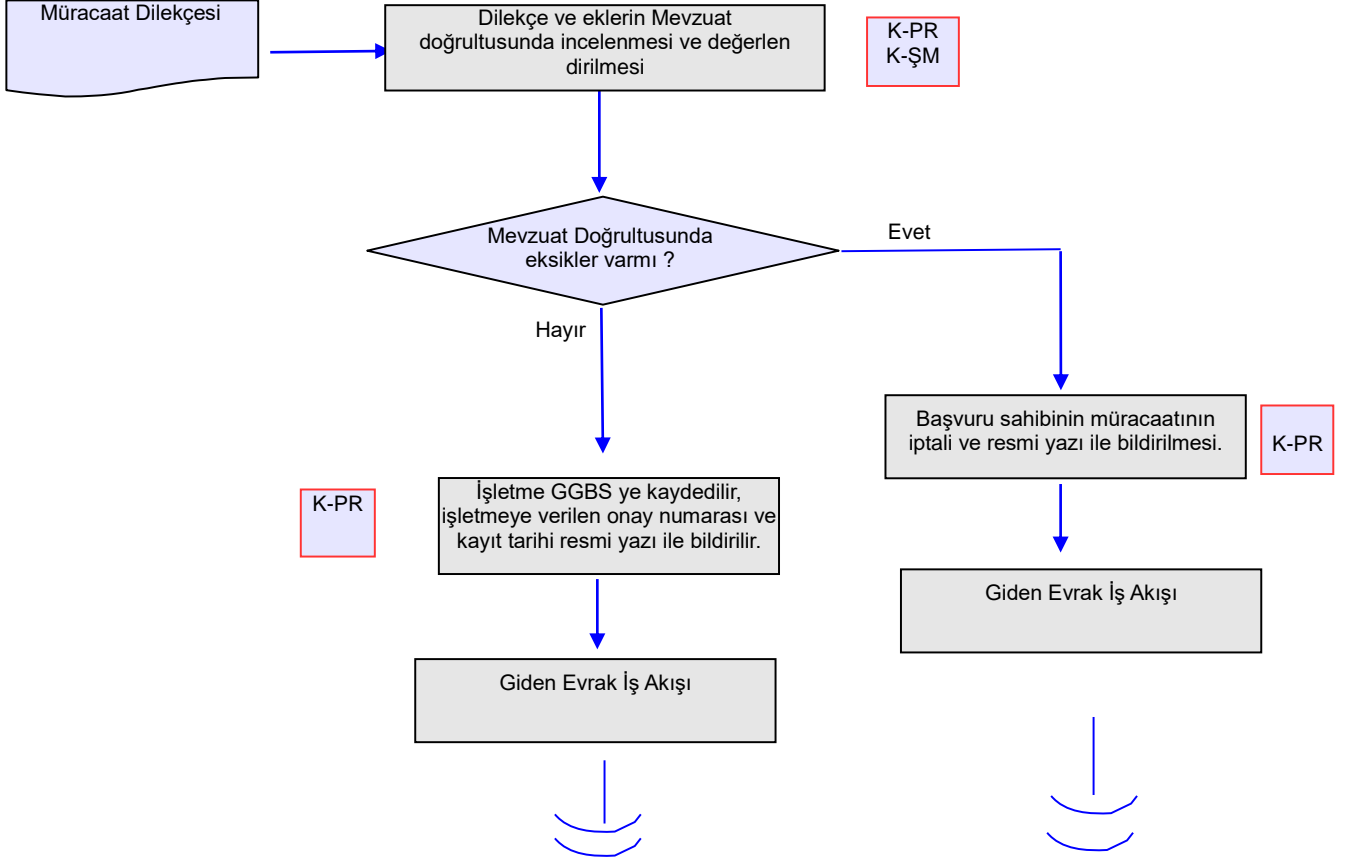 Müracaat Dilekçesi
Dilekçe ve eklerin Mevzuat
doğrultusunda incelenmesi ve değerlen
dirilmesi
K-PR
K-ŞM
Mevzuat Doğrultusunda
eksikler varmı ?
Evet
Hayır
Başvuru sahibinin müracaatının
iptali ve resmi yazı ile bildirilmesi.
K-PR
K-PR
İşletme GGBS ye kaydedilir,
işletmeye verilen onay numarası ve
kayıt tarihi resmi yazı ile bildirilir.
Giden Evrak İş Akışı
Giden Evrak İş Akışı